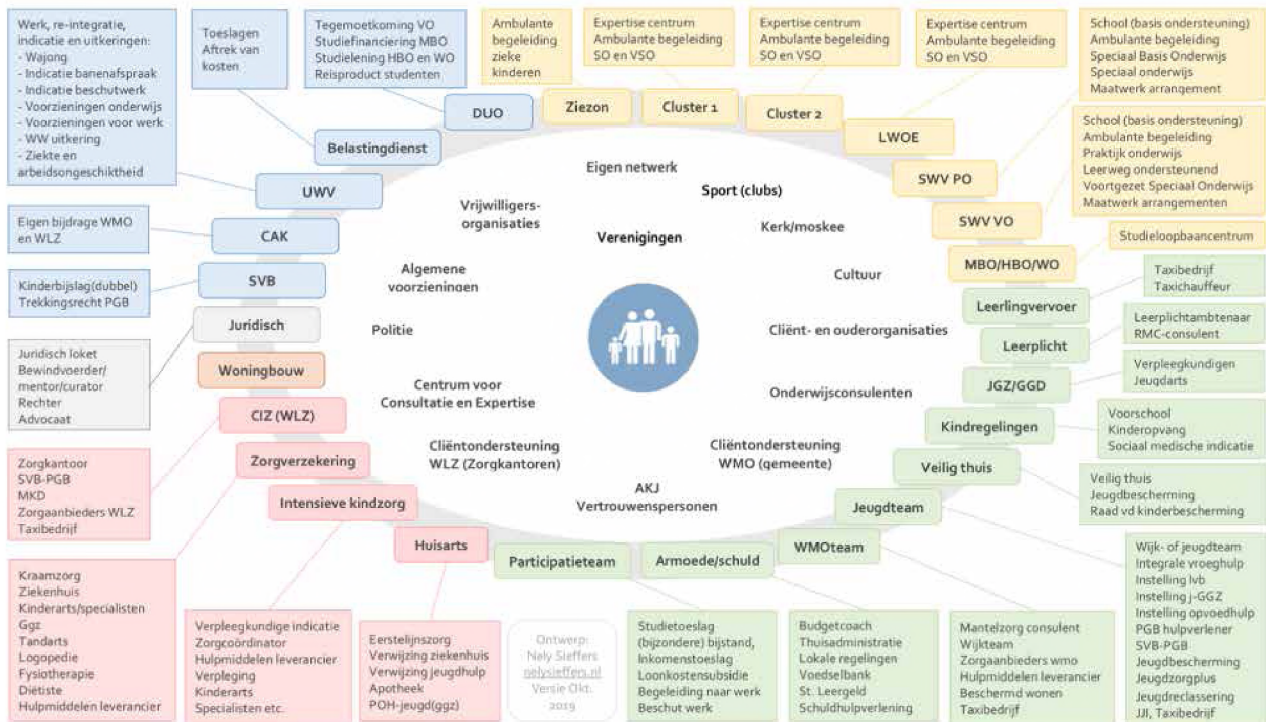 Werk, re-integratie,
indicatie en uitkeringen:
- Wajong
- Indicatie banenafspraak
- Indicatie beschutwerk
- Voorzieningen onderwijs
- Voorzieningen voor werk
- WW uitkering
- Ziekte en
arbeidsongeschiktheid
Toeslagen
Aftrek van
kosten
Tegemoetkoming VO
Studiefinanciering MBO
Studielening HBO en WO
Reisproduct studenten
Ambulante
begeleiding
zieke
kinderen
Expertise centrum
Ambulante begeleiding
SO en VSO
Expertise centrum
Ambulante begeleiding
SO en VSO
Expertise centrum
Ambulante begeleiding
SO en VSO
School (basis ondersteuning)
Ambulante begeleiding
Speciaal Basis Onderwijs
Speciaal onderwijs
Maatwerk arrangement
School (basis ondersteuning)
Ambulante begeleiding
Praktijk onderwijs
Leerweg ondersteunend
Voortgezet Speciaal Onderwijs
Maatwerk arrangementen
Studieloopbaancentrum
DUO
Ziezon
Cluster 1
Cluster 2
LWOE
SWV PO
SWV VO
MBO/HBO/WO
Belastingdienst
UWV
CAK
SVB
Juridisch
Woningbouw
CIZ (WLZ)
Zorgverzekering
Intensieve kindzorg
Huisarts
Participatieteam
Armoede/schuld
WMOteam
Jeugdteam
Veilig thuis
Kindregelingen
JGZ/GGD
Leerplicht
Leerlingvervoer
Eigen netwerk
Sport (clubs)
Vrijwilligers-
organisaties
Verenigingen
Kerk/moskee
Algemene
voorzieningen
Cultuur
Politie
Cliënt- en ouderorganisaties
Centrum voor
Consultatie en Expertise
Onderwijsconsulenten
Cliëntondersteuning
WLZ (Zorgkantoren)
Cliëntondersteuning
WMO (gemeente)
AKJ
Vertrouwenspersonen
Eigen bijdrage WMO
en WLZ
Kinderbijslag(dubbel)
Trekkingsrecht PGB
Juridisch loket
Bewindvoerder/
mentor/curator
Rechter
Advocaat
Zorgkantoor
SVB-PGB
MKD
Zorgaanbieders WLZ
Taxibedrijf
Kraamzorg
Ziekenhuis
Kinderarts/specialisten
Ggz
Tandarts
Logopedie
Fysiotherapie
Diëtiste
Hulpmiddelen leverancier
Verpleegkundige indicatie
Zorgcoördinator
Hulpmiddelen leverancier
Verpleging
Kinderarts
Specialisten etc.
Eerstelijnszorg
Verwijzing ziekenhuis
Verwijzing jeugdhulp
Apotheek
POH-jeugd(ggz)
Ontwerp:
Nely Sieffers
nelysieffers.nl
Versie Okt.
2019
Studietoeslag
(bijzondere) bijstand,
Inkomenstoeslag
Loonkostensubsidie
Begeleiding naar werk
Beschut werk
Budgetcoach
Thuisadministratie
Lokale regelingen
Voedselbank
St. Leergeld
Schuldhulpverlening
Mantelzorg consulent
Wijkteam
Zorgaanbieders wmo
Hulpmiddelen leverancier
Beschermd wonen
Taxibedrijf
Taxibedrijf
Taxichauffeur
Leerplichtambtenaar
RMC-consulent
Verpleegkundigen
Jeugdarts
Voorschool
Kinderopvang
Sociaal medische indicatie
Veilig thuis
Jeugdbescherming
Raad vd kinderbescherming
Wijk- of jeugdteam
Integrale vroeghulp
Instelling lvb
Instelling j-GGZ
Instelling opvoedhulp
PGB hulpverlener
SVB-PGB
Jeugdbescherming
Jeugdzorgplus
Jeugdreclassering
JJI, Taxibedrijf